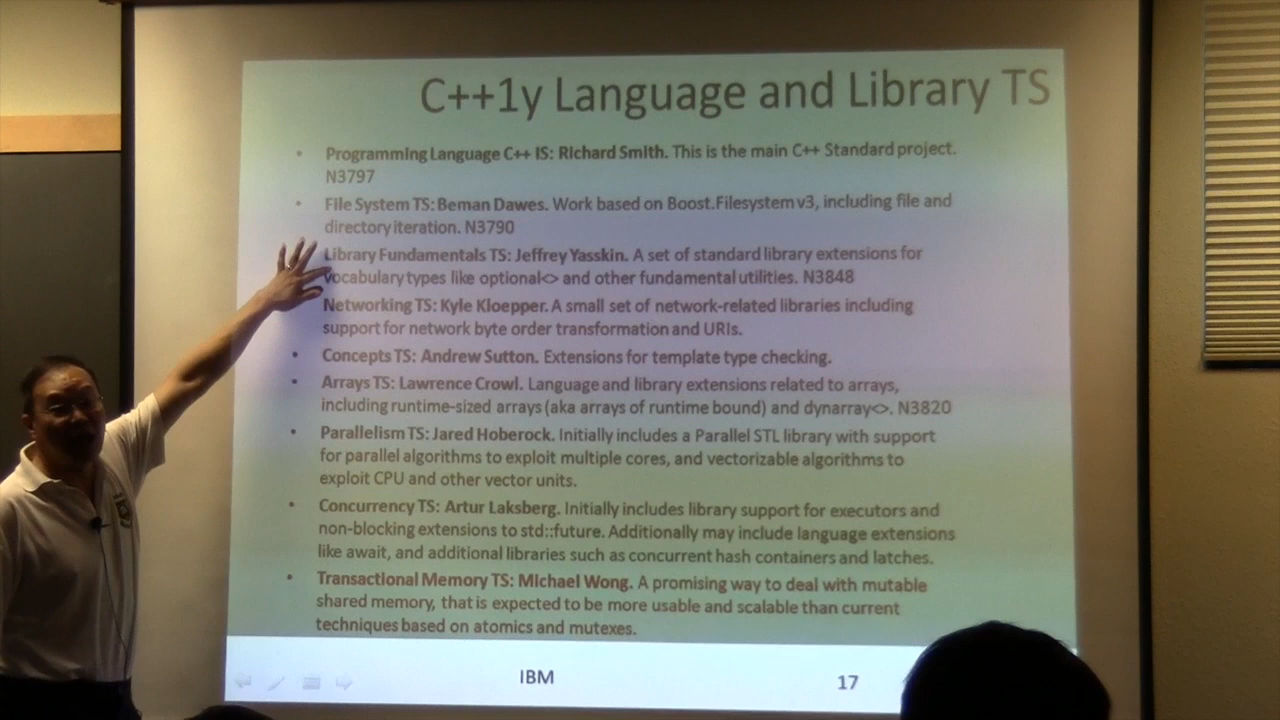 C++1y Language and Library TS
• Programming Language C++ IS: Richard Smith. This is the main C++ Standard project.
N3797
• File System TS: Beman Dawes. Work based on Boost.Filesystem v3, including file and
directory iteration. N3790
Library Fundamentals TS: Jeffrey Yasskin. A set of standard library extensions for
vocabulary types like optional<> and other fundamental utilities. N3848
Networking TS: Kyle Kloepper. A small set of network-related libraries including
support for network byte order transformation and URIs.
• Concepts TS: Andrew Sutton. Extensions for template type checking.
• Arrays TS: Lawrence Crowl. Language and library extensions related to arrays,
including runtime-sized arrays (aka arrays of runtime bound) and dynarray<>. N3820
• Parallelism TS: Jared Hoberock. Initially includes a Parallel STL library with support
for parallel algorithms to exploit multiple cores, and vectorizable algorithms to
exploit CPU and other vector units.
• Concurrency TS: Artur Laksberg. Initially includes library support for executors and
non-blocking extensions to std::future. Additionally may include language extensions
like await, and additional libraries such as concurrent hash containers and latches.
• Transactional Memory TS: Michael Wong. A promising way to deal with mutable
shared memory, that is expected to be more usable and scalable than current
techniques based on atomics and mutexes.
IBM 17